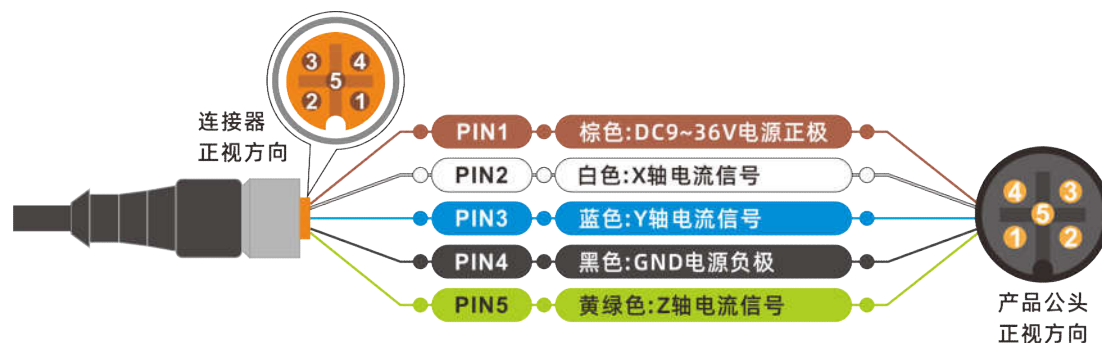 3 4
5
2 1
连接器
正视方向
PIN1 棕色:DC9~36V电源正极
PIN2 白色:X轴电流信号
PIN3 蓝色:Y轴电流信号
PIN4 黑色:GND电源负极
PIN5 黄绿色:Z轴电流信号
4 3
5
1 2
产品公头
正视方向